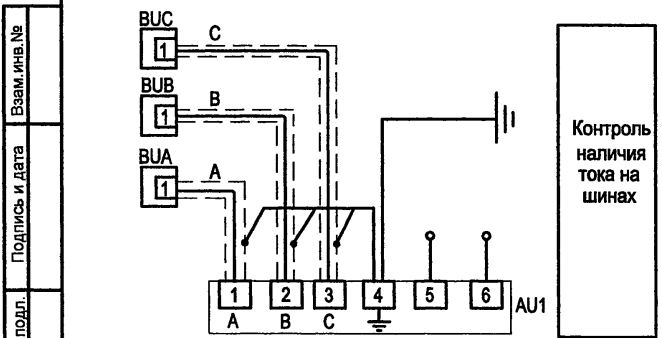 BUC
1
C
BUB
1
B
BUA
1
A
1 2 3 4 5 6
A B C
AU1
Контроль
наличия
тока на
шинах
Взам.инв.№
Подпись и дата
подл.